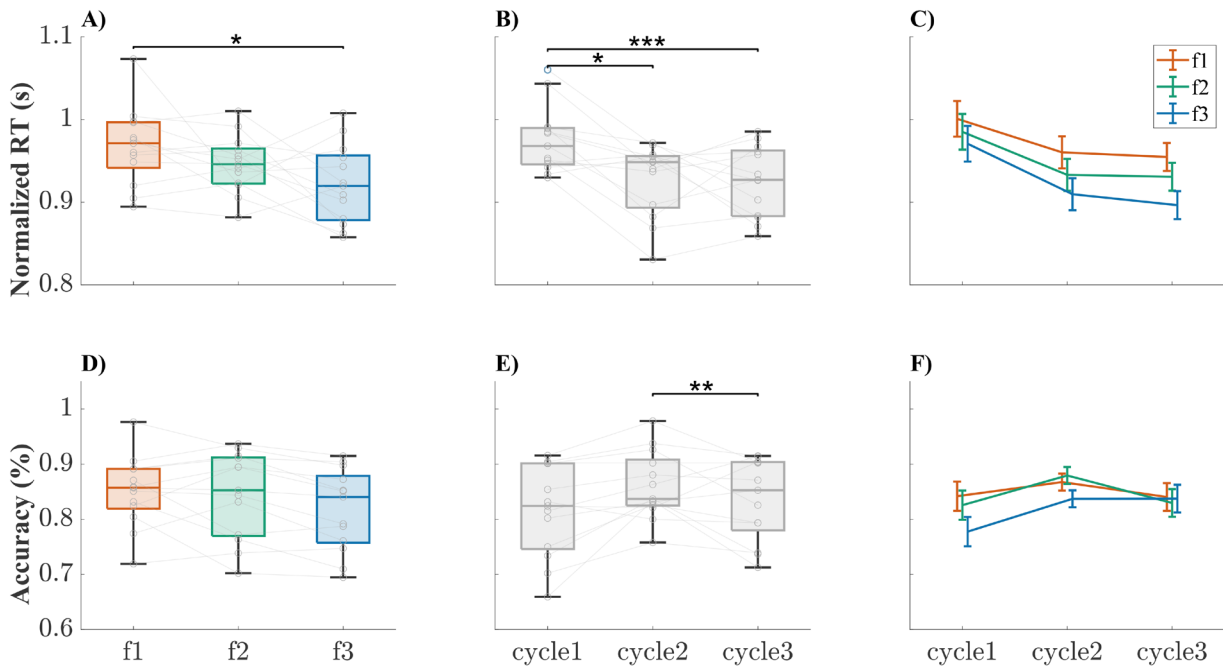 A)
B)
C)
Normalized RT (s)
1.1
1
0.9
0.8
*
***
*
f1
f2
f3
D)
E)
F)
Accuracy (%)
1
0.9
0.8
0.7
0.6
**
f1 f2 f3
cycle1 cycle2 cycle3
cycle1 cycle2 cycle3